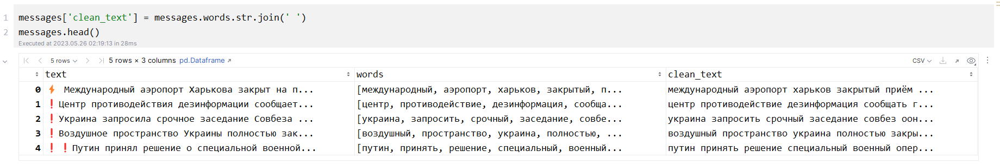 1 messages['clean_text'] = messages.words.str.join(' ')
2 messages.head()
Executed at 2023.05.26 02:19:13 in 28ms
5 rows 5 rows × 3 columns pd.Dataframe CSV
text words clean_text
0 ⚡ Международный аэропорт Харькова закрыт на п... [международный, аэропорт, харьков, закрытый, п... международный аэропорт харьков закрытый приём ...
1 ❗Центр противодействия дезинформации сообщает... [центр, противодействие, дезинформация, сообща... центр противодействие дезинформация сообщать г...
2 ❗Украина запросила срочное заседание Совбеза ... [украина, запросить, срочный, заседание, совбе... украина запросить срочный заседание совбез оон...
3 ❗Воздушное пространство Украины полностью зак... [воздушный, пространство, украина, полностью, ... воздушный пространство украина полностью закры...
4 ❗❗Путин принял решение о специальной военной... [путин, принять, решение, специальный, военный... путин принять решение специальный военный опер...